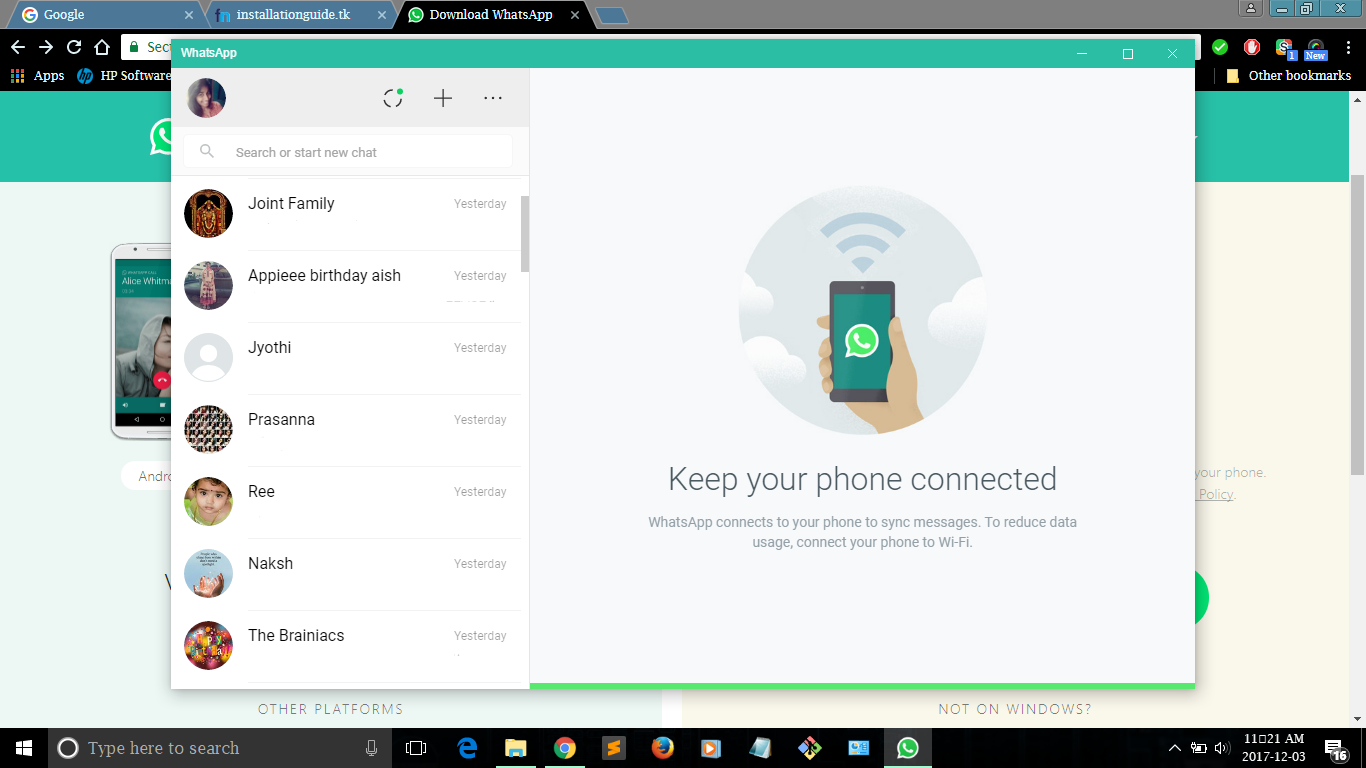 Google
installationguide.tk
Download WhatsApp
Sect
1
New
Apps
HP Software
Other bookmarks
WhatsApp
Search or start new chat
Joint Family
Yesterday
Appieee birthday aish
Yesterday
Jyothi
Yesterday
Prasanna
Yesterday
Ree
Yesterday
Naksh
Yesterday
The Brainiacs
Yesterday
WHATSAPP CALL
Alice Whitm
Andro
Keep your phone connected
WhatsApp connects to your phone to sync messages. To reduce data
usage, connect your phone to Wi-Fi.
your phone.
Policy.
OTHER PLATFORMS
NOT ON WINDOWS?
Type here to search
11□21 AM
2017-12-03
16